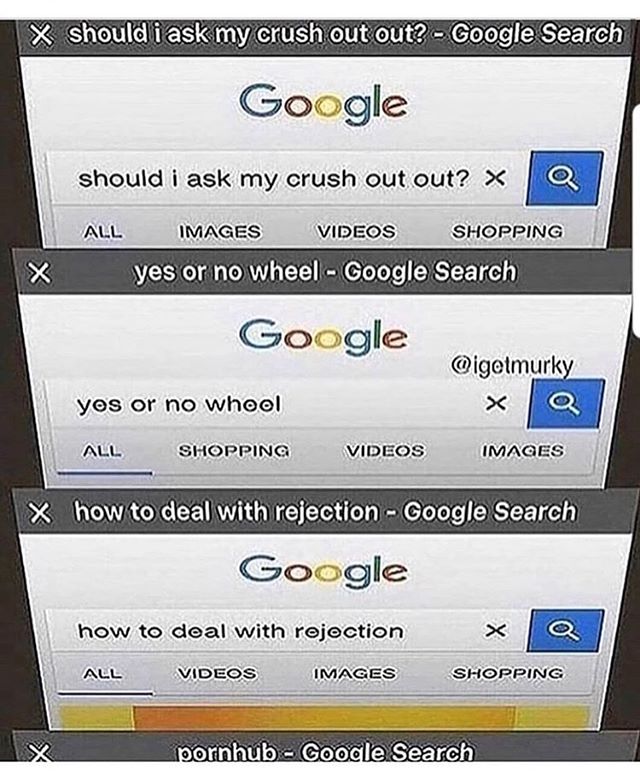 X should i ask my crush out out? - Google Search
Google
should i ask my crush out out? X
ALL IMAGES VIDEOS SHOPPING
X yes or no wheel - Google Search
Google
@igetmurky
yes or no wheel X
ALL SHOPPING VIDEOS IMAGES
X how to deal with rejection - Google Search
Google
how to deal with rejection X
ALL VIDEOS IMAGES SHOPPING
X pornhub - Google Search